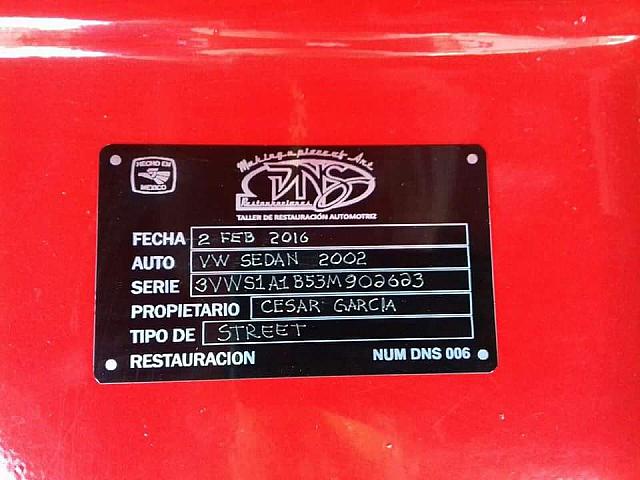 HECHO EN
MEXICO
Making a piece of Art
DNS
Restauraciones
TALLER DE RESTAURACIÓN AUTOMOTRIZ
FECHA 2 FEB 2016
AUTO VW SEDAN 2002
SERIE 3VWS1A1B53M902623
PROPIETARIO CESAR GARCIA
TIPO DE STREET
RESTAURACION NUM DNS 006